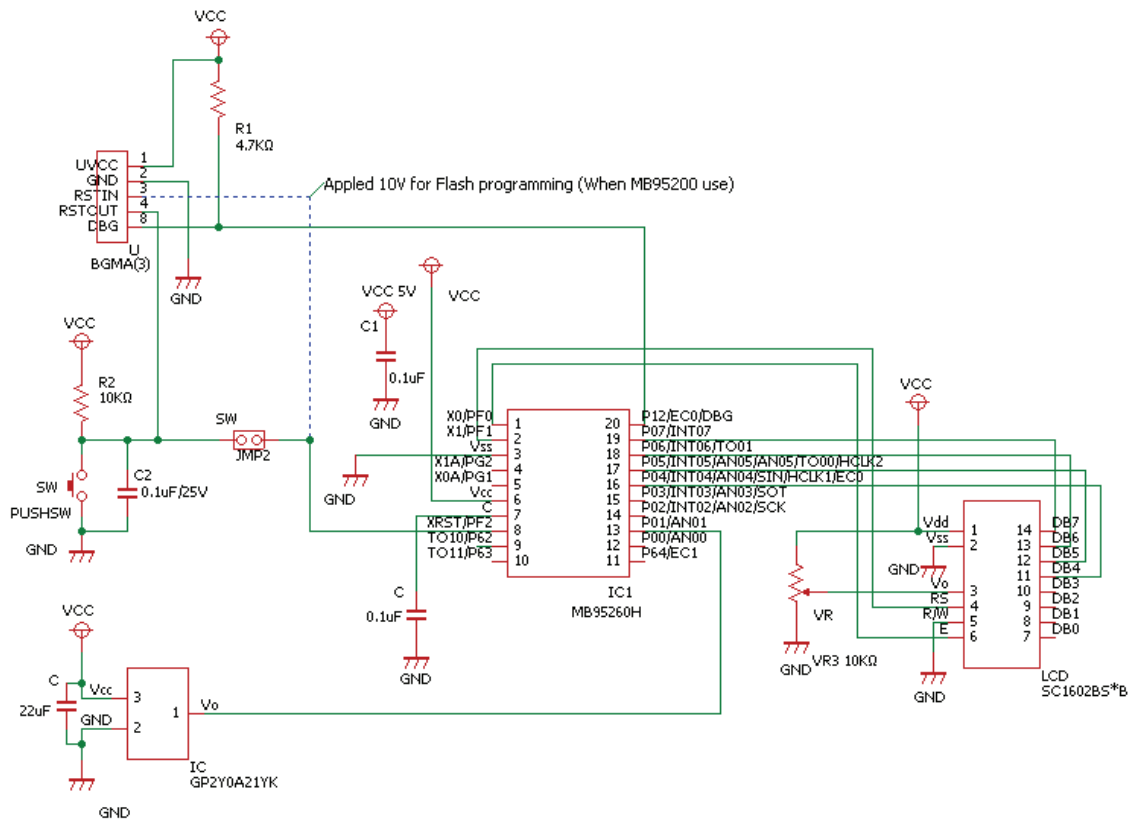 VCC
R1
4.7KΩ
UVCC 1
GND 2
RSTIN 3
RSTOUT 4
DBG 8
U
BGMA(3)
GND
Appled 10V for Flash programming (When MB95200 use)
VCC
R2
10KΩ
SW
PUSHSW
GND
C2
0.1uF/25V
SW
JMP2
VCC 5V
C1
0.1uF
GND
VCC
GND
X0/PF0 1
X1/PF1 2
Vss 3
X1A/PG2 4
X0A/PG1 5
Vcc 6
C 7
XRST/PF2 8
TO10/P62 9
TO11/P63 10
20 P12/EC0/DBG
19 P07/INT07
18 P06/INT06/TO01
17 P05/INT05/AN05/AN05/TO00/HCLK2
16 P04/INT04/AN04/SIN/HCLK1/EC0
15 P03/INT03/AN03/SOT
14 P02/INT02/AN02/SCK
13 P01/AN01
12 P00/AN00
11 P64/EC1
IC1
MB95260H
C
0.1uF
GND
VCC
VR
VR3 10KΩ
GND
Vdd 1
Vss 2
GND
Vo 3
RS 4
R/W 5
E 6
GND
14 DB7
13 DB6
12 DB5
11 DB4
10 DB3
9 DB2
8 DB1
7 DB0
LCD
SC1602BS*B
VCC
C
22uF
Vcc 3
GND 2
1 Vo
IC
GP2Y0A21YK
GND